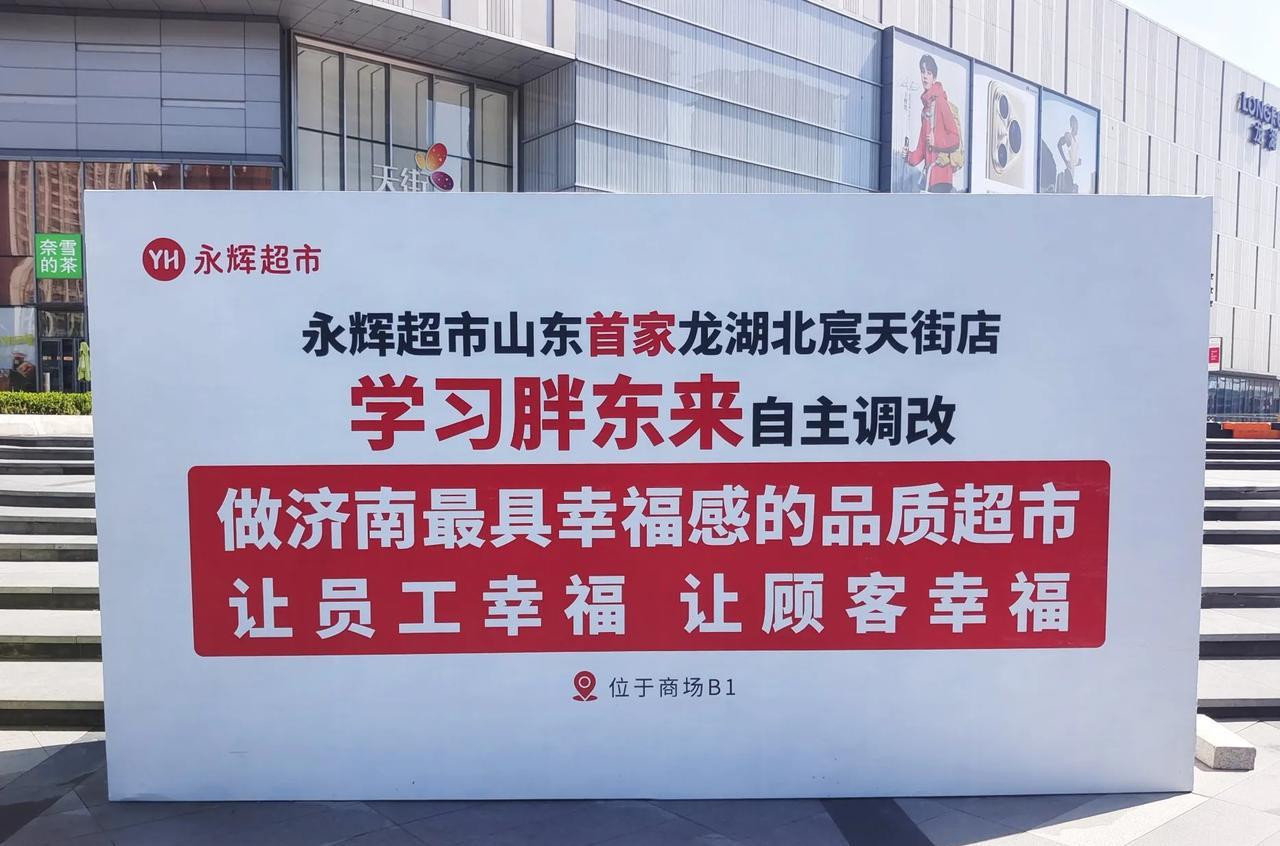 天街
LONGF
奈雪
的茶
YH 永辉超市
永辉超市山东首家龙湖北宸天街店
学习胖东来自主调改
做济南最具幸福感的品质超市
让员工幸福 让顾客幸福
位于商场B1